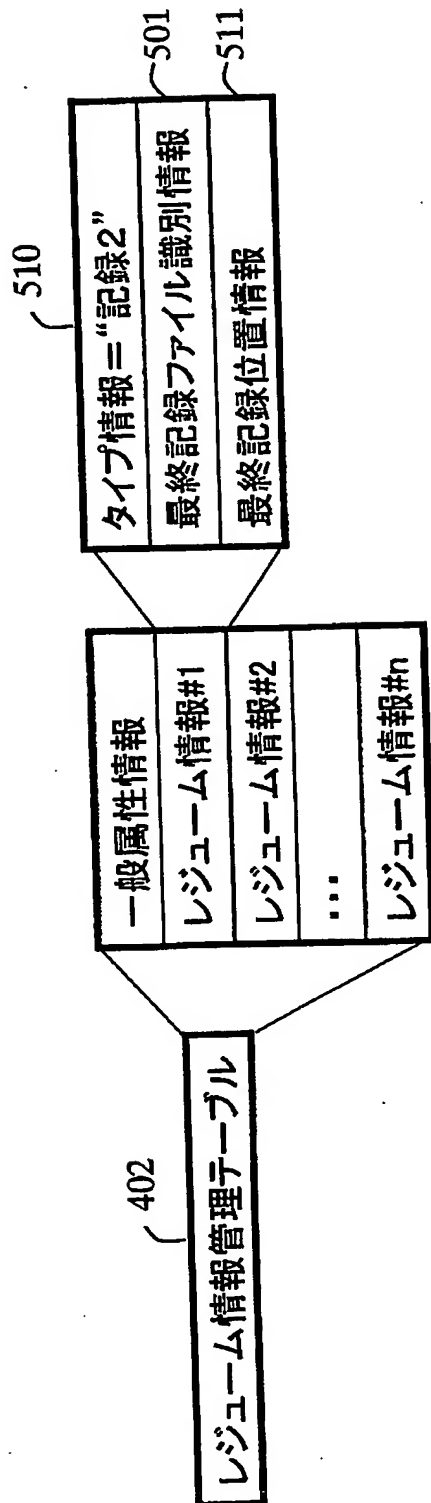 402
レジューム情報管理テーブル
一般属性情報
レジューム情報#1
レジューム情報#2
...
レジューム情報#n
510
タイプ情報=“記録2”
最終記録ファイル識別情報
501
最終記録位置情報
511